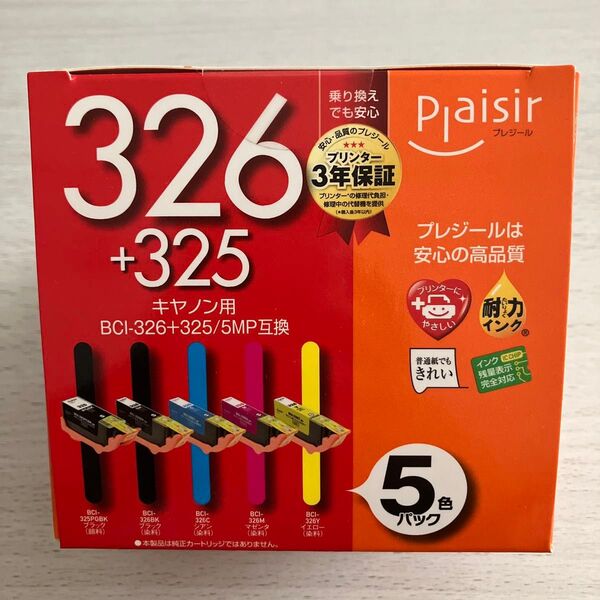 326
+325
キヤノン用
BCI-326+325/5MP互換
乗り換え
でも安心
安心・品質のプレジール
プリンター
3年保証
プリンターの修理代負担・
修理中の代替機を提供
(※購入後3年以内)
Plaisir
プレジール
プレジールは
安心の高品質
プリンターに
やさしい
耐力
インク®
普通紙でも
きれい
インク IC CHIP
残量表示
完全対応
BCI-
325PGBK
ブラック
(顔料)
BCI-
326BK
ブラック
(染料)
BCI-
326C
シアン
(染料)
BCI-
326M
マゼンタ
(染料)
BCI-
326Y
イエロー
(染料)
5色
パック
●本製品は純正カートリッジではありません。